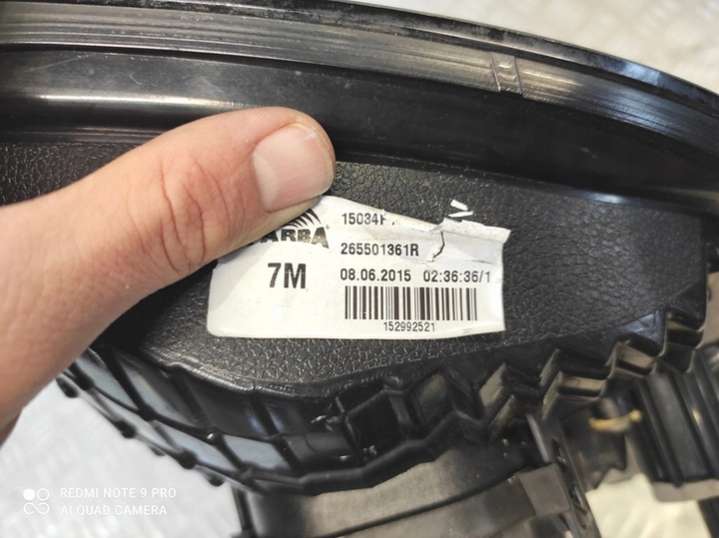 15034
ARBA
265501361R
7M
08.06.2015 02:36:36/1
152992521
REDMI NOTE 9 PRO
AI QUAD CAMERA